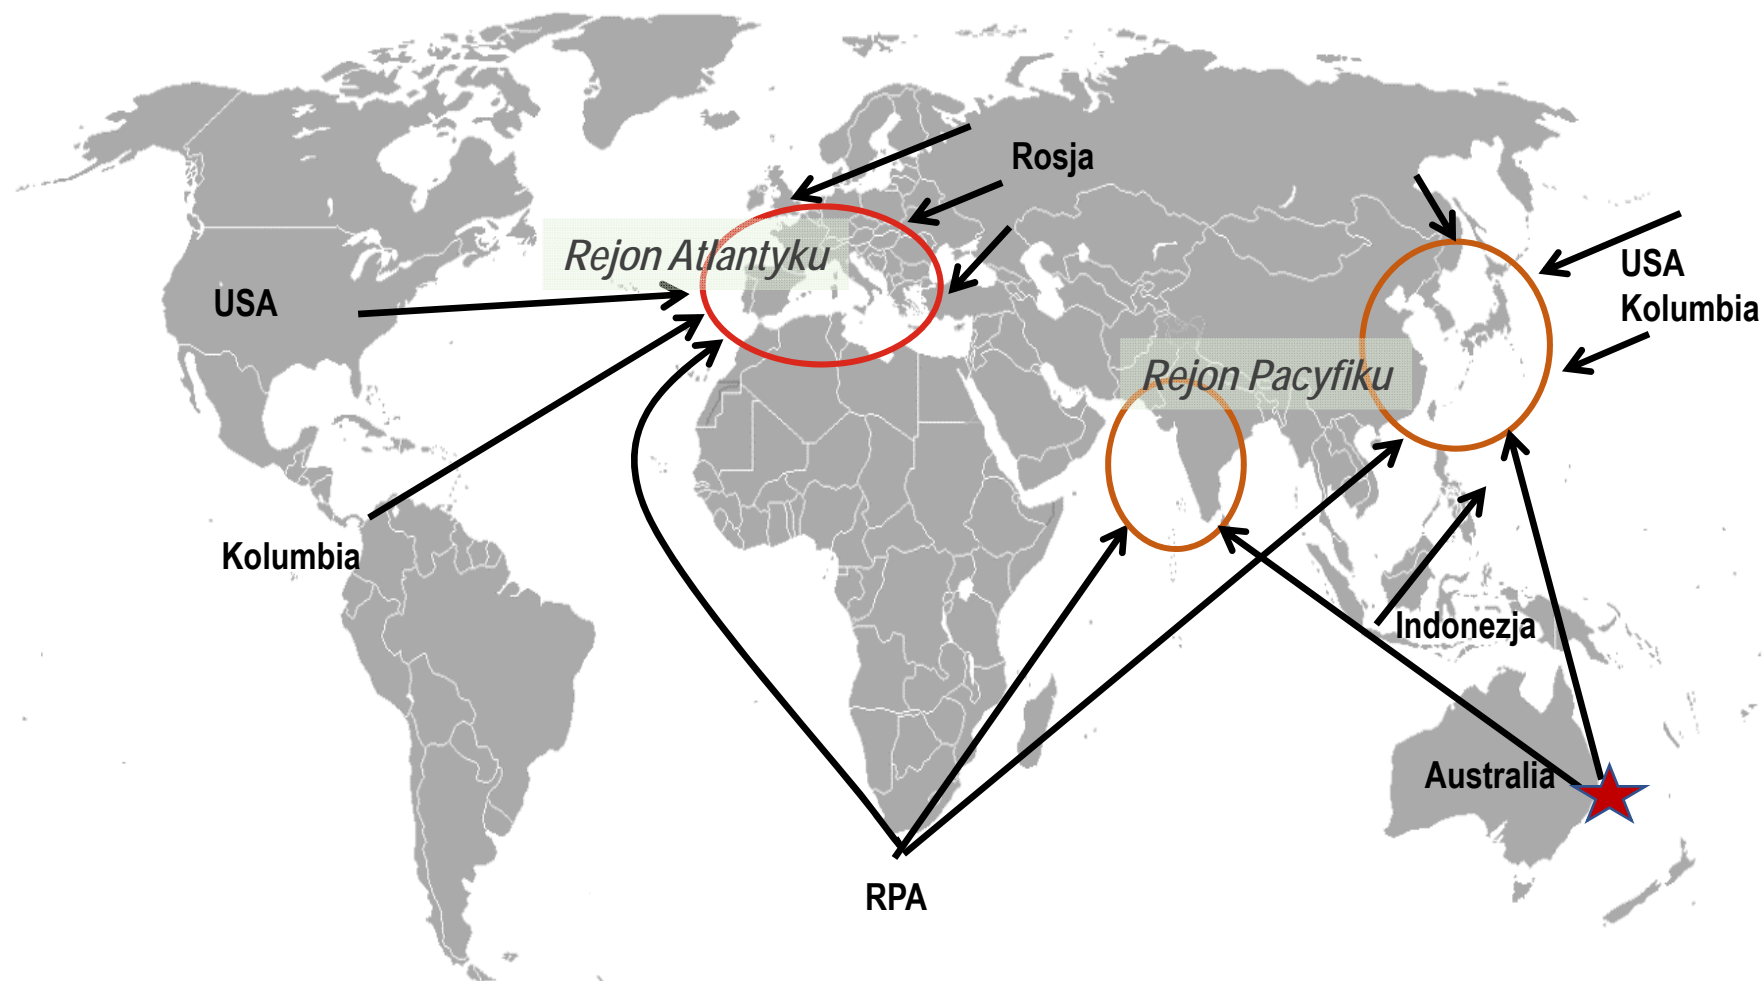 Rosja
Rejon Atlantyku
USA
USA
Kolumbia
Rejon Pacyfiku
Kolumbia
Indonezja
Australia
RPA